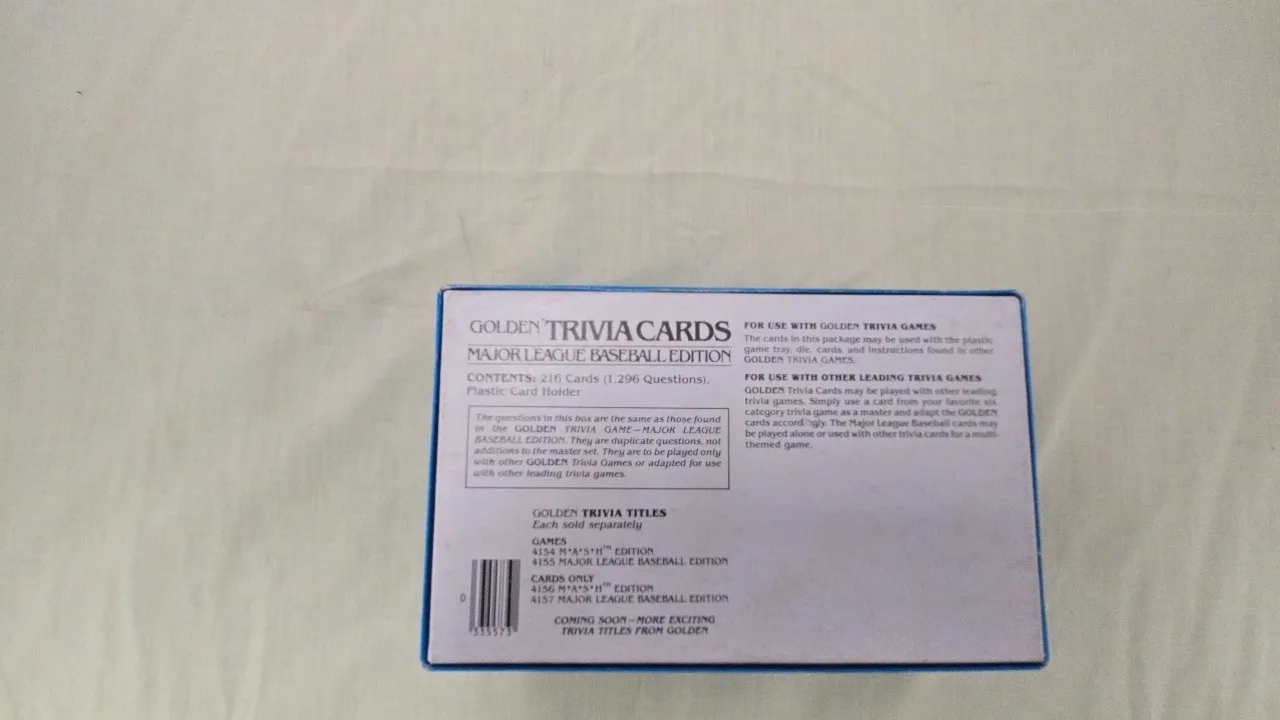 GOLDEN™ TRIVIA CARDS
MAJOR LEAGUE BASEBALL EDITION
CONTENTS: 216 Cards (1,296 Questions),
Plastic Card Holder
The questions in this box are the same as those found
in the GOLDEN TRIVIA GAME—MAJOR LEAGUE
BASEBALL EDITION. They are duplicate questions, not
additions to the master set. They are to be played only
with other GOLDEN Trivia Games or adapted for use
with other leading trivia games.
GOLDEN TRIVIA TITLES
Each sold separately
GAMES
4154 M*A*S*H™ EDITION
4155 MAJOR LEAGUE BASEBALL EDITION
CARDS ONLY
4156 M*A*S*H™ EDITION
4157 MAJOR LEAGUE BASEBALL EDITION
COMING SOON—MORE EXCITING
TRIVIA TITLES FROM GOLDEN
0
335573
FOR USE WITH GOLDEN TRIVIA GAMES
The cards in this package may be used with the plastic
game tray, die, cards, and instructions found in other
GOLDEN TRIVIA GAMES.
FOR USE WITH OTHER LEADING TRIVIA GAMES
GOLDEN Trivia Cards may be played with other leading
trivia games. Simply use a card from your favorite six
category trivia game as a master and adapt the GOLDEN
cards accordingly. The Major League Baseball cards may
be played alone or used with other trivia cards for a multi-
themed game.